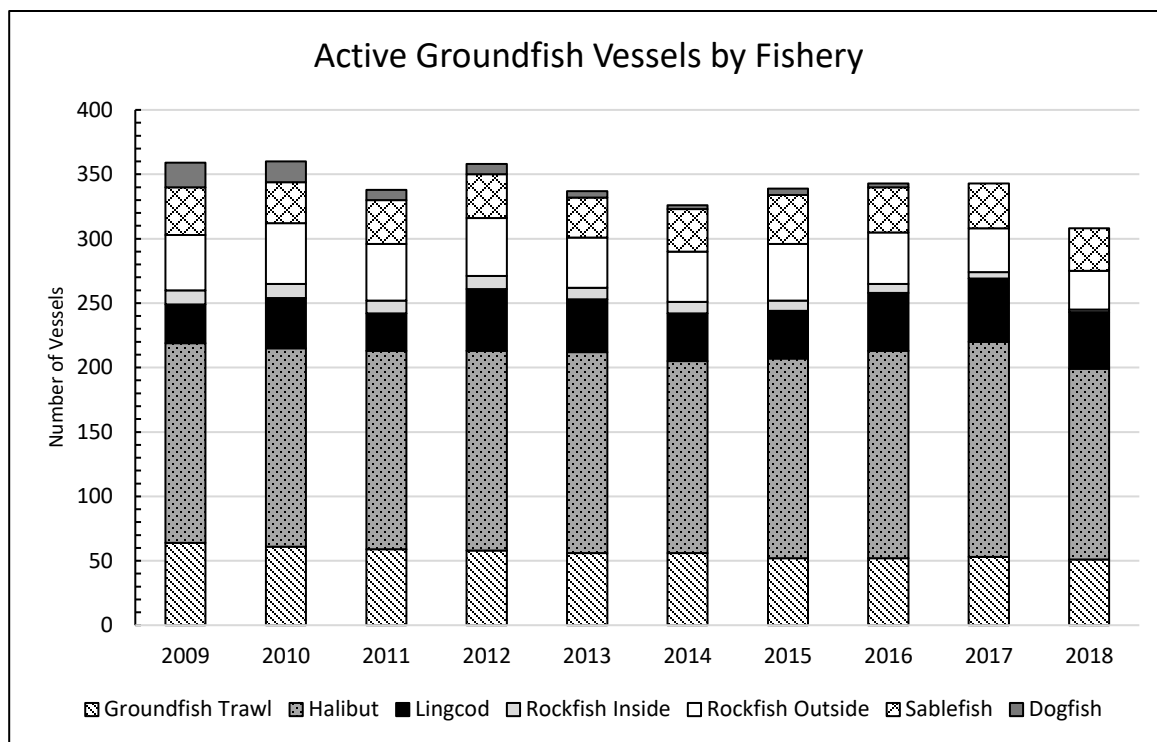 Active Groundfish Vessels by Fishery
400
350
300
250
200
150
100
50
0
Number of Vessels
2009 2010 2011 2012 2013 2014 2015 2016 2017 2018
Groundfish Trawl Halibut Lingcod Rockfish Inside Rockfish Outside Sablefish Dogfish